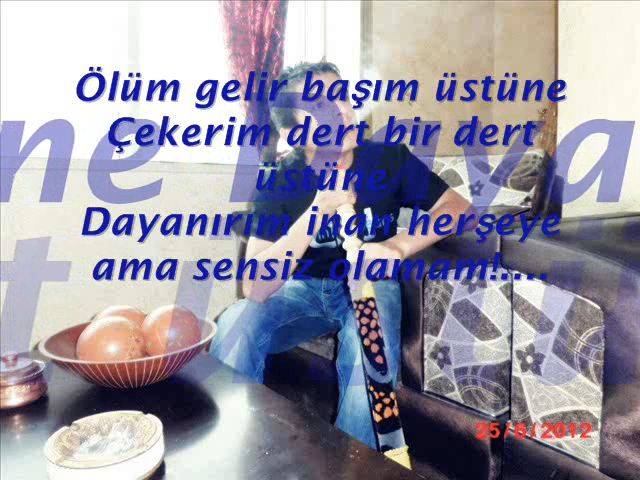 Ölüm gelir başım üstüne
Çekerim dert bir dert
üstüne
Dayanırım inan herşeye
ama sensiz olamam!....
25/8/2012